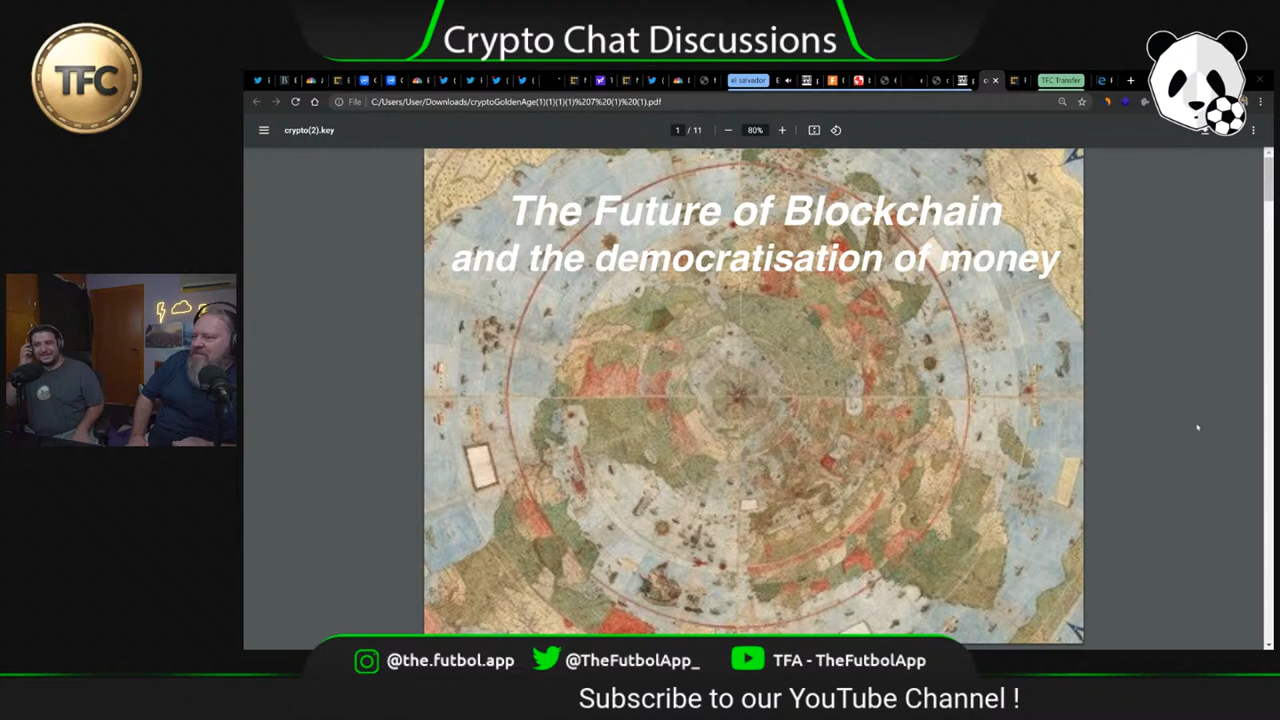 Crypto Chat Discussions
TFC
el salvador
TFC Transfer
File
C:/Users/User/Downloads/cryptoGoldenAge(1)(1)(1)(1)%207%20(1)%20(1).pdf
crypto(2).key
1 / 11
80%
The Future of Blockchain
and the democratisation of money
@the.futbol.app
@TheFutbolApp_
TFA - TheFutbolApp
Subscribe to our YouTube Channel !